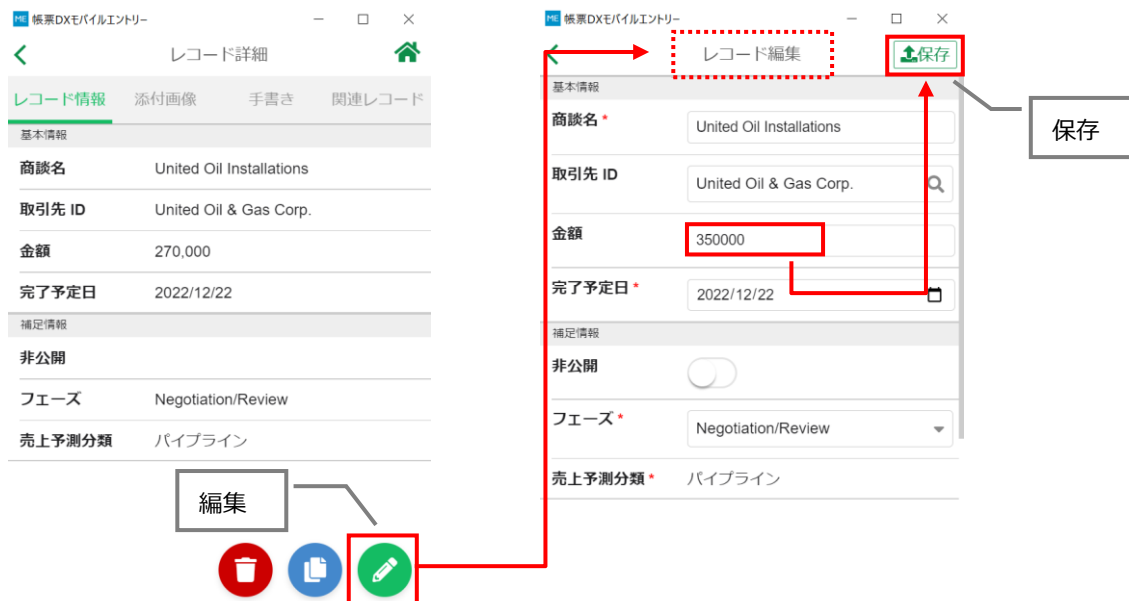 ME 帳票DXモバイルエントリー
レコード詳細
レコード情報 添付画像 手書き 関連レコード
基本情報
商談名 United Oil Installations
取引先 ID United Oil & Gas Corp.
金額 270,000
完了予定日 2022/12/22
補足情報
非公開
フェーズ Negotiation/Review
売上予測分類 パイプライン
編集
ME 帳票DXモバイルエントリー
レコード編集 保存
保存
基本情報
商談名 * United Oil Installations
取引先 ID United Oil & Gas Corp.
金額 350000
完了予定日 * 2022/12/22
補足情報
非公開
フェーズ * Negotiation/Review
売上予測分類 * パイプライン